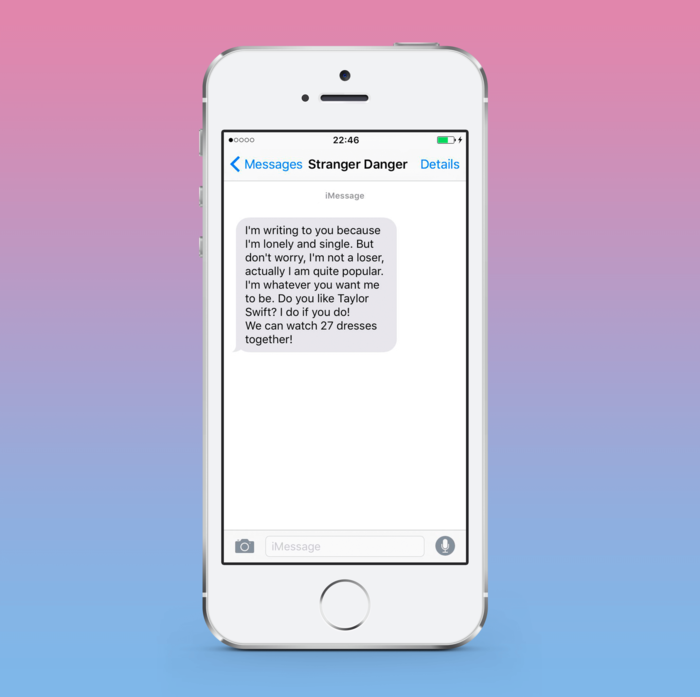 22:46
Messages Stranger Danger Details
iMessage
I'm writing to you because
I'm lonely and single. But
don't worry, I'm not a loser,
actually I am quite popular.
I'm whatever you want me
to be. Do you like Taylor
Swift? I do if you do!
We can watch 27 dresses
together!
iMessage